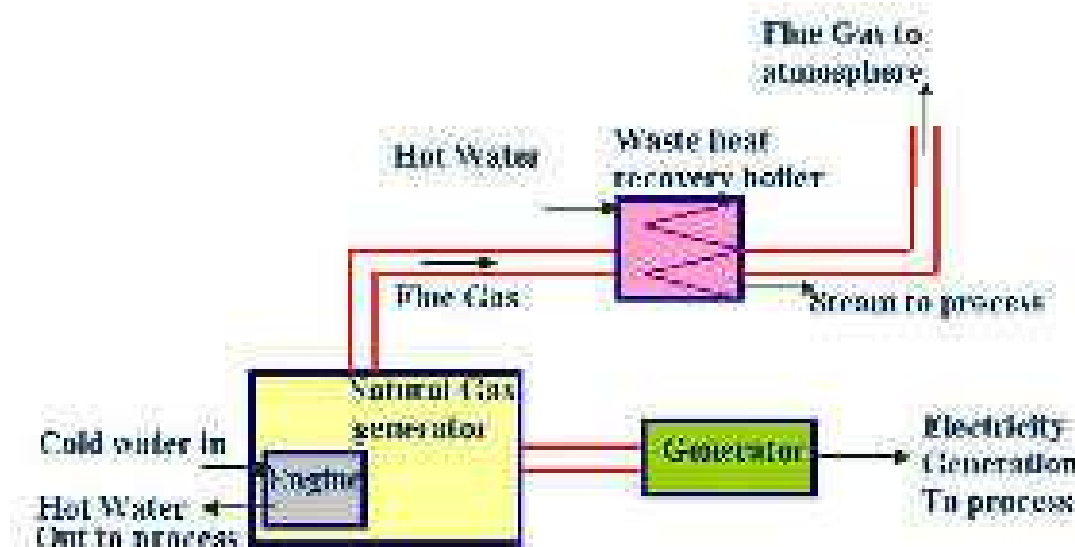 Flue Gas to
atmosphere
Hot Water
Waste heat
recovery boiler
Flue Gas
Steam to process
Natural Gas
generator
Cold water in
Engine
Hot Water
Out to process
Generator
Electricity
Generation
To process